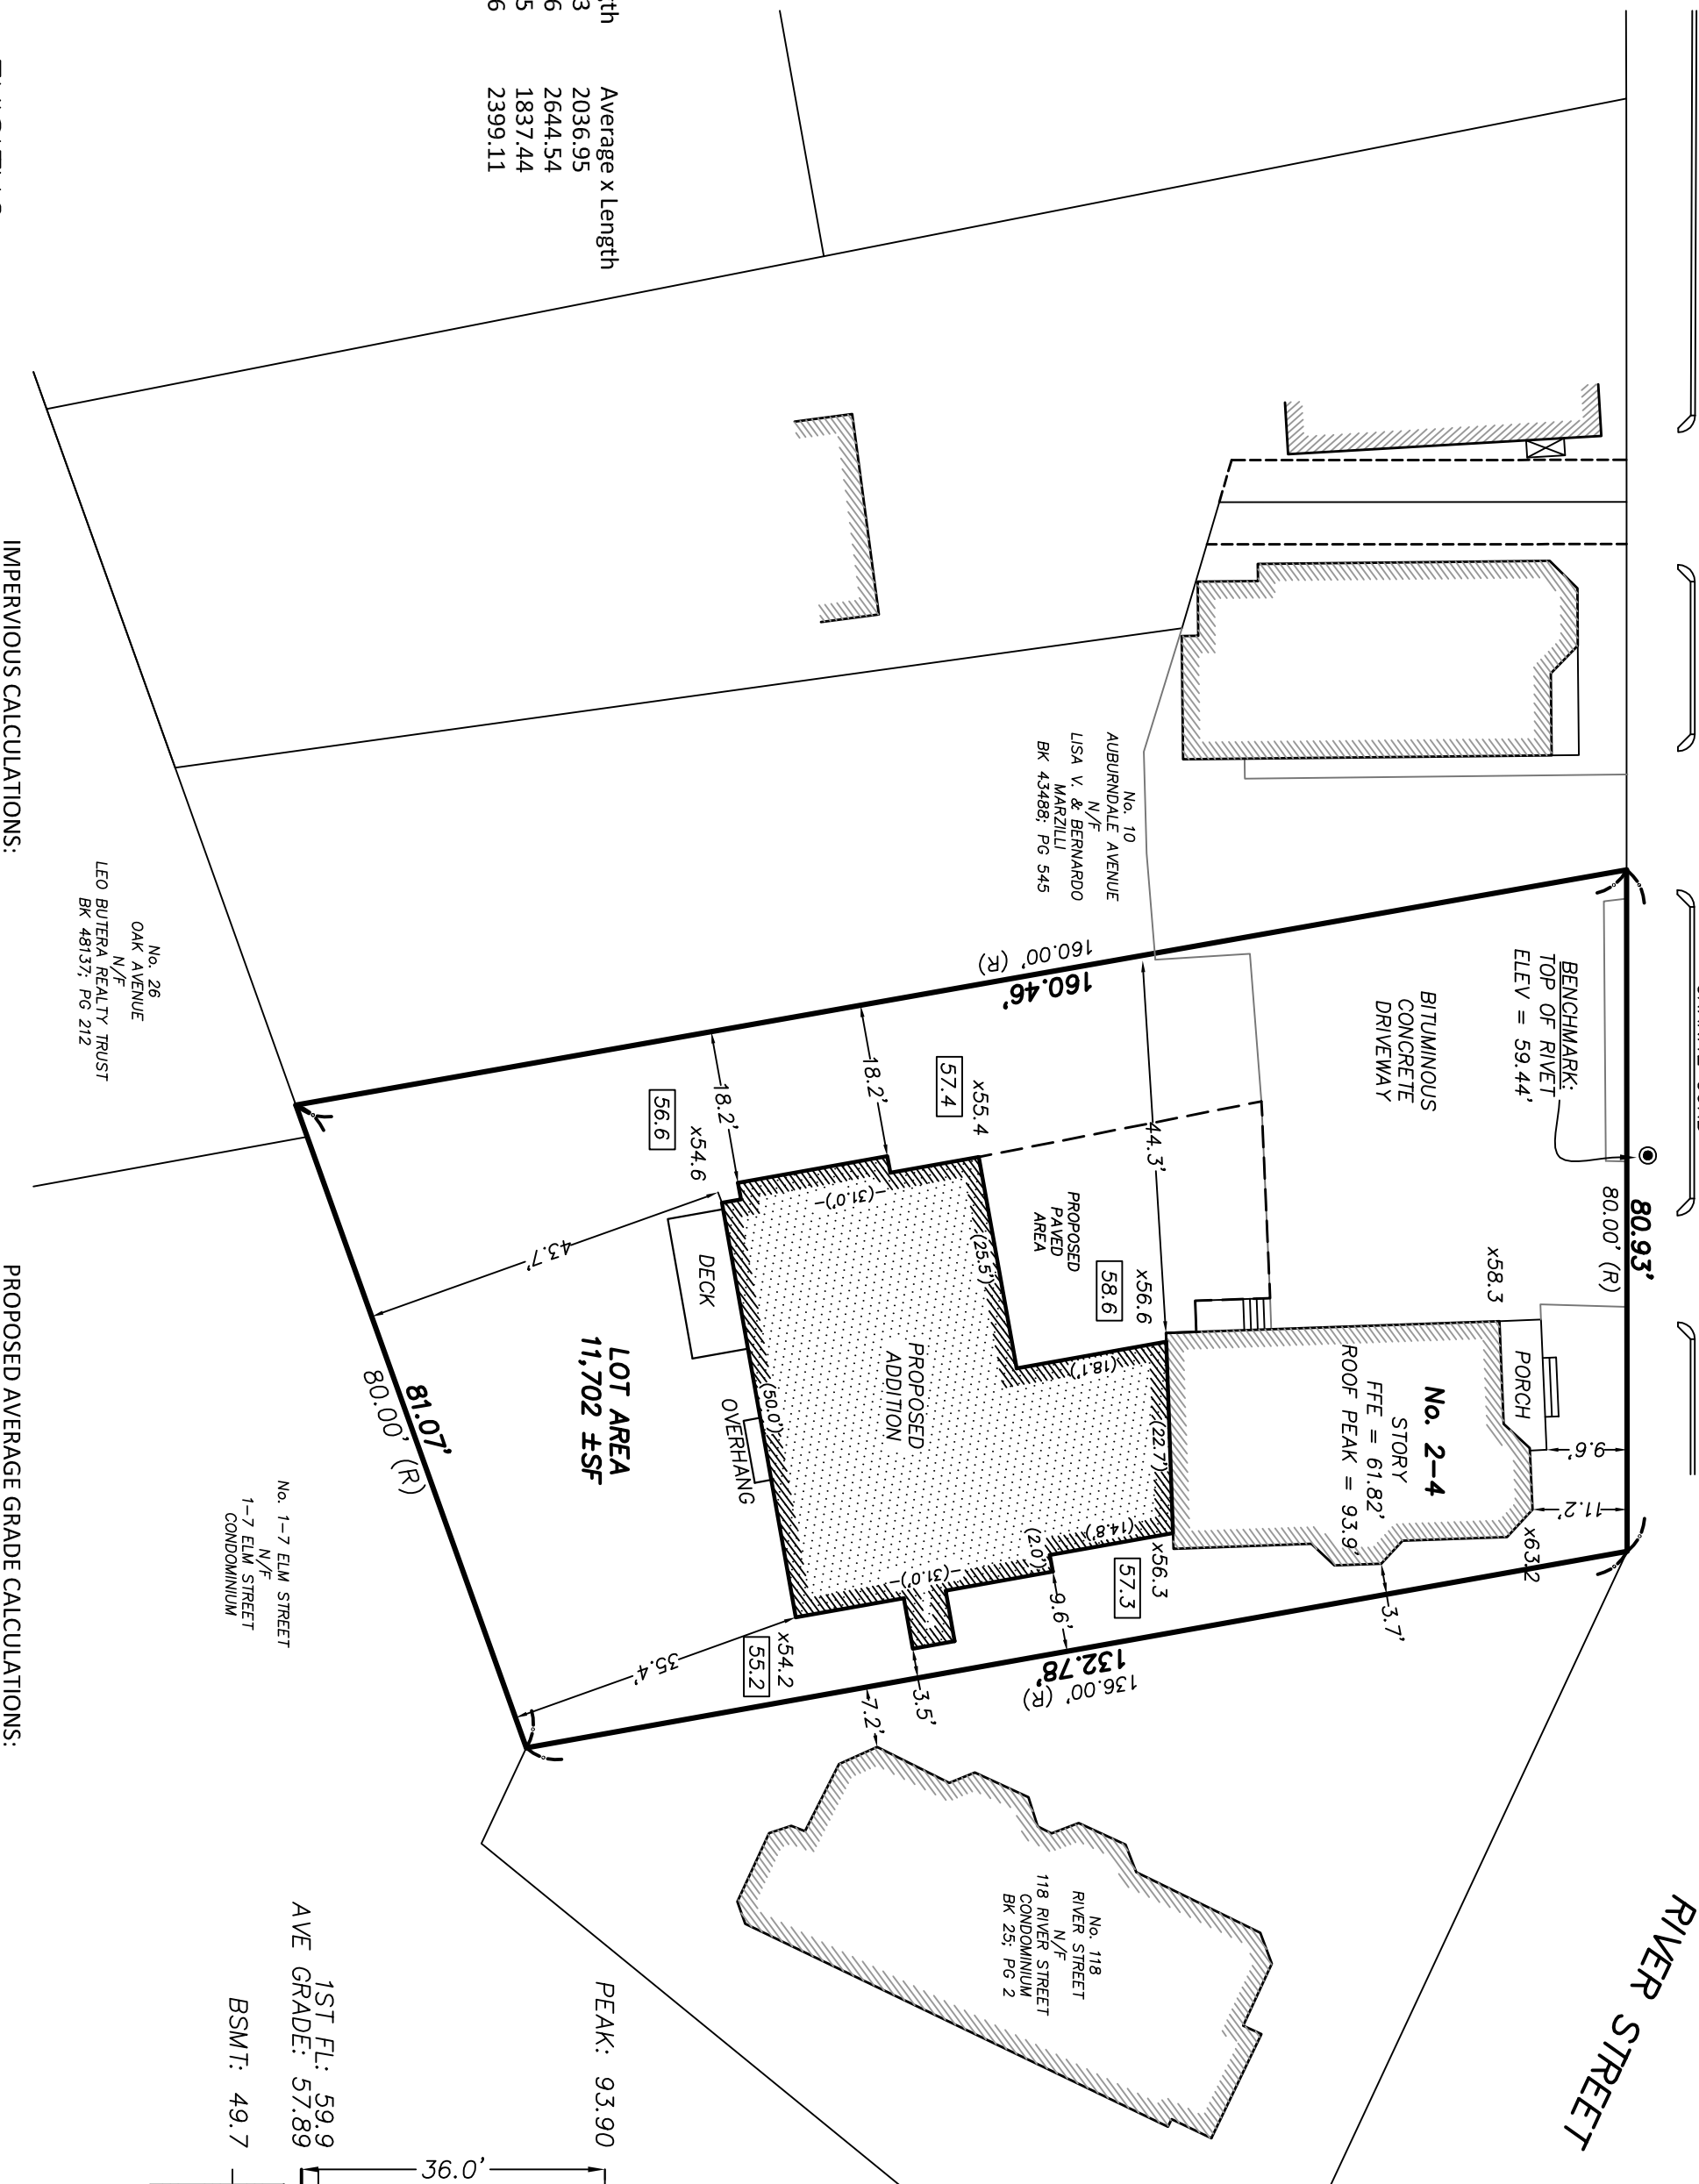 RIVER STREET
BENCHMARK:
TOP OF RIVET
ELEV = 59.44'
80.93'
80.00' (R)
BITUMINOUS
CONCRETE
DRIVEWAY
x58.3
PORCH
9.6'
11.2'
x63.2
No. 2-4
STORY
FFE = 61.82'
ROOF PEAK = 93.9'
3.7'
No. 10
AUBURNDALE AVENUE
N/F
LISA V. & BERNARDO
MARZILLI
BK 43488; PG 545
160.00' (R)
160.46'
44.3'
x56.6
58.6
PROPOSED
PAVED
AREA
(18.1')
(22.7')
(14.8')
x56.3
57.3
(2.0')
9.6'
132.78'
136.00' (R)
x55.4
57.4
18.2'
(25.5')
(31.0')
PROPOSED
ADDITION
(31.0')
3.5'
7.2'
18.2'
x54.6
56.6
DECK
(50.0')
OVERHANG
x54.2
55.2
43.7'
35.4'
LOT AREA
11,702 ±SF
81.07'
80.00' (R)
No. 118
RIVER STREET
N/F
118 RIVER STREET
CONDOMINIUM
BK 25; PG 2
No. 26
OAK AVENUE
N/F
LEO BUTERA REALTY TRUST
BK 48137; PG 212
No. 1-7 ELM STREET
N/F
1-7 ELM STREET
CONDOMINIUM
Average x Length
2036.95
2644.54
1837.44
2399.11
PEAK: 93.90
1ST FL: 59.9
AVE GRADE: 57.89
BSMT: 49.7
36.0'
IMPERVIOUS CALCULATIONS:
PROPOSED AVERAGE GRADE CALCULATIONS: